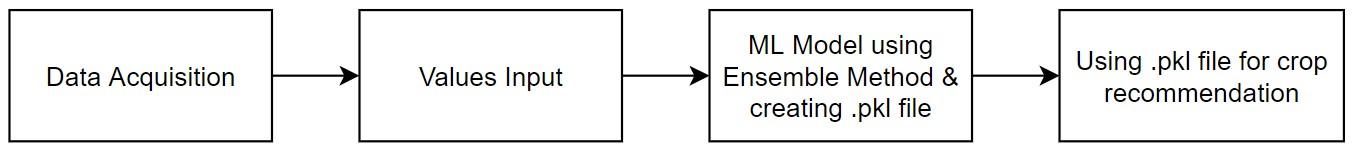 Data Acquisition
Values Input
ML Model using
Ensemble Method &
creating .pkl file
Using .pkl file for crop
recommendation